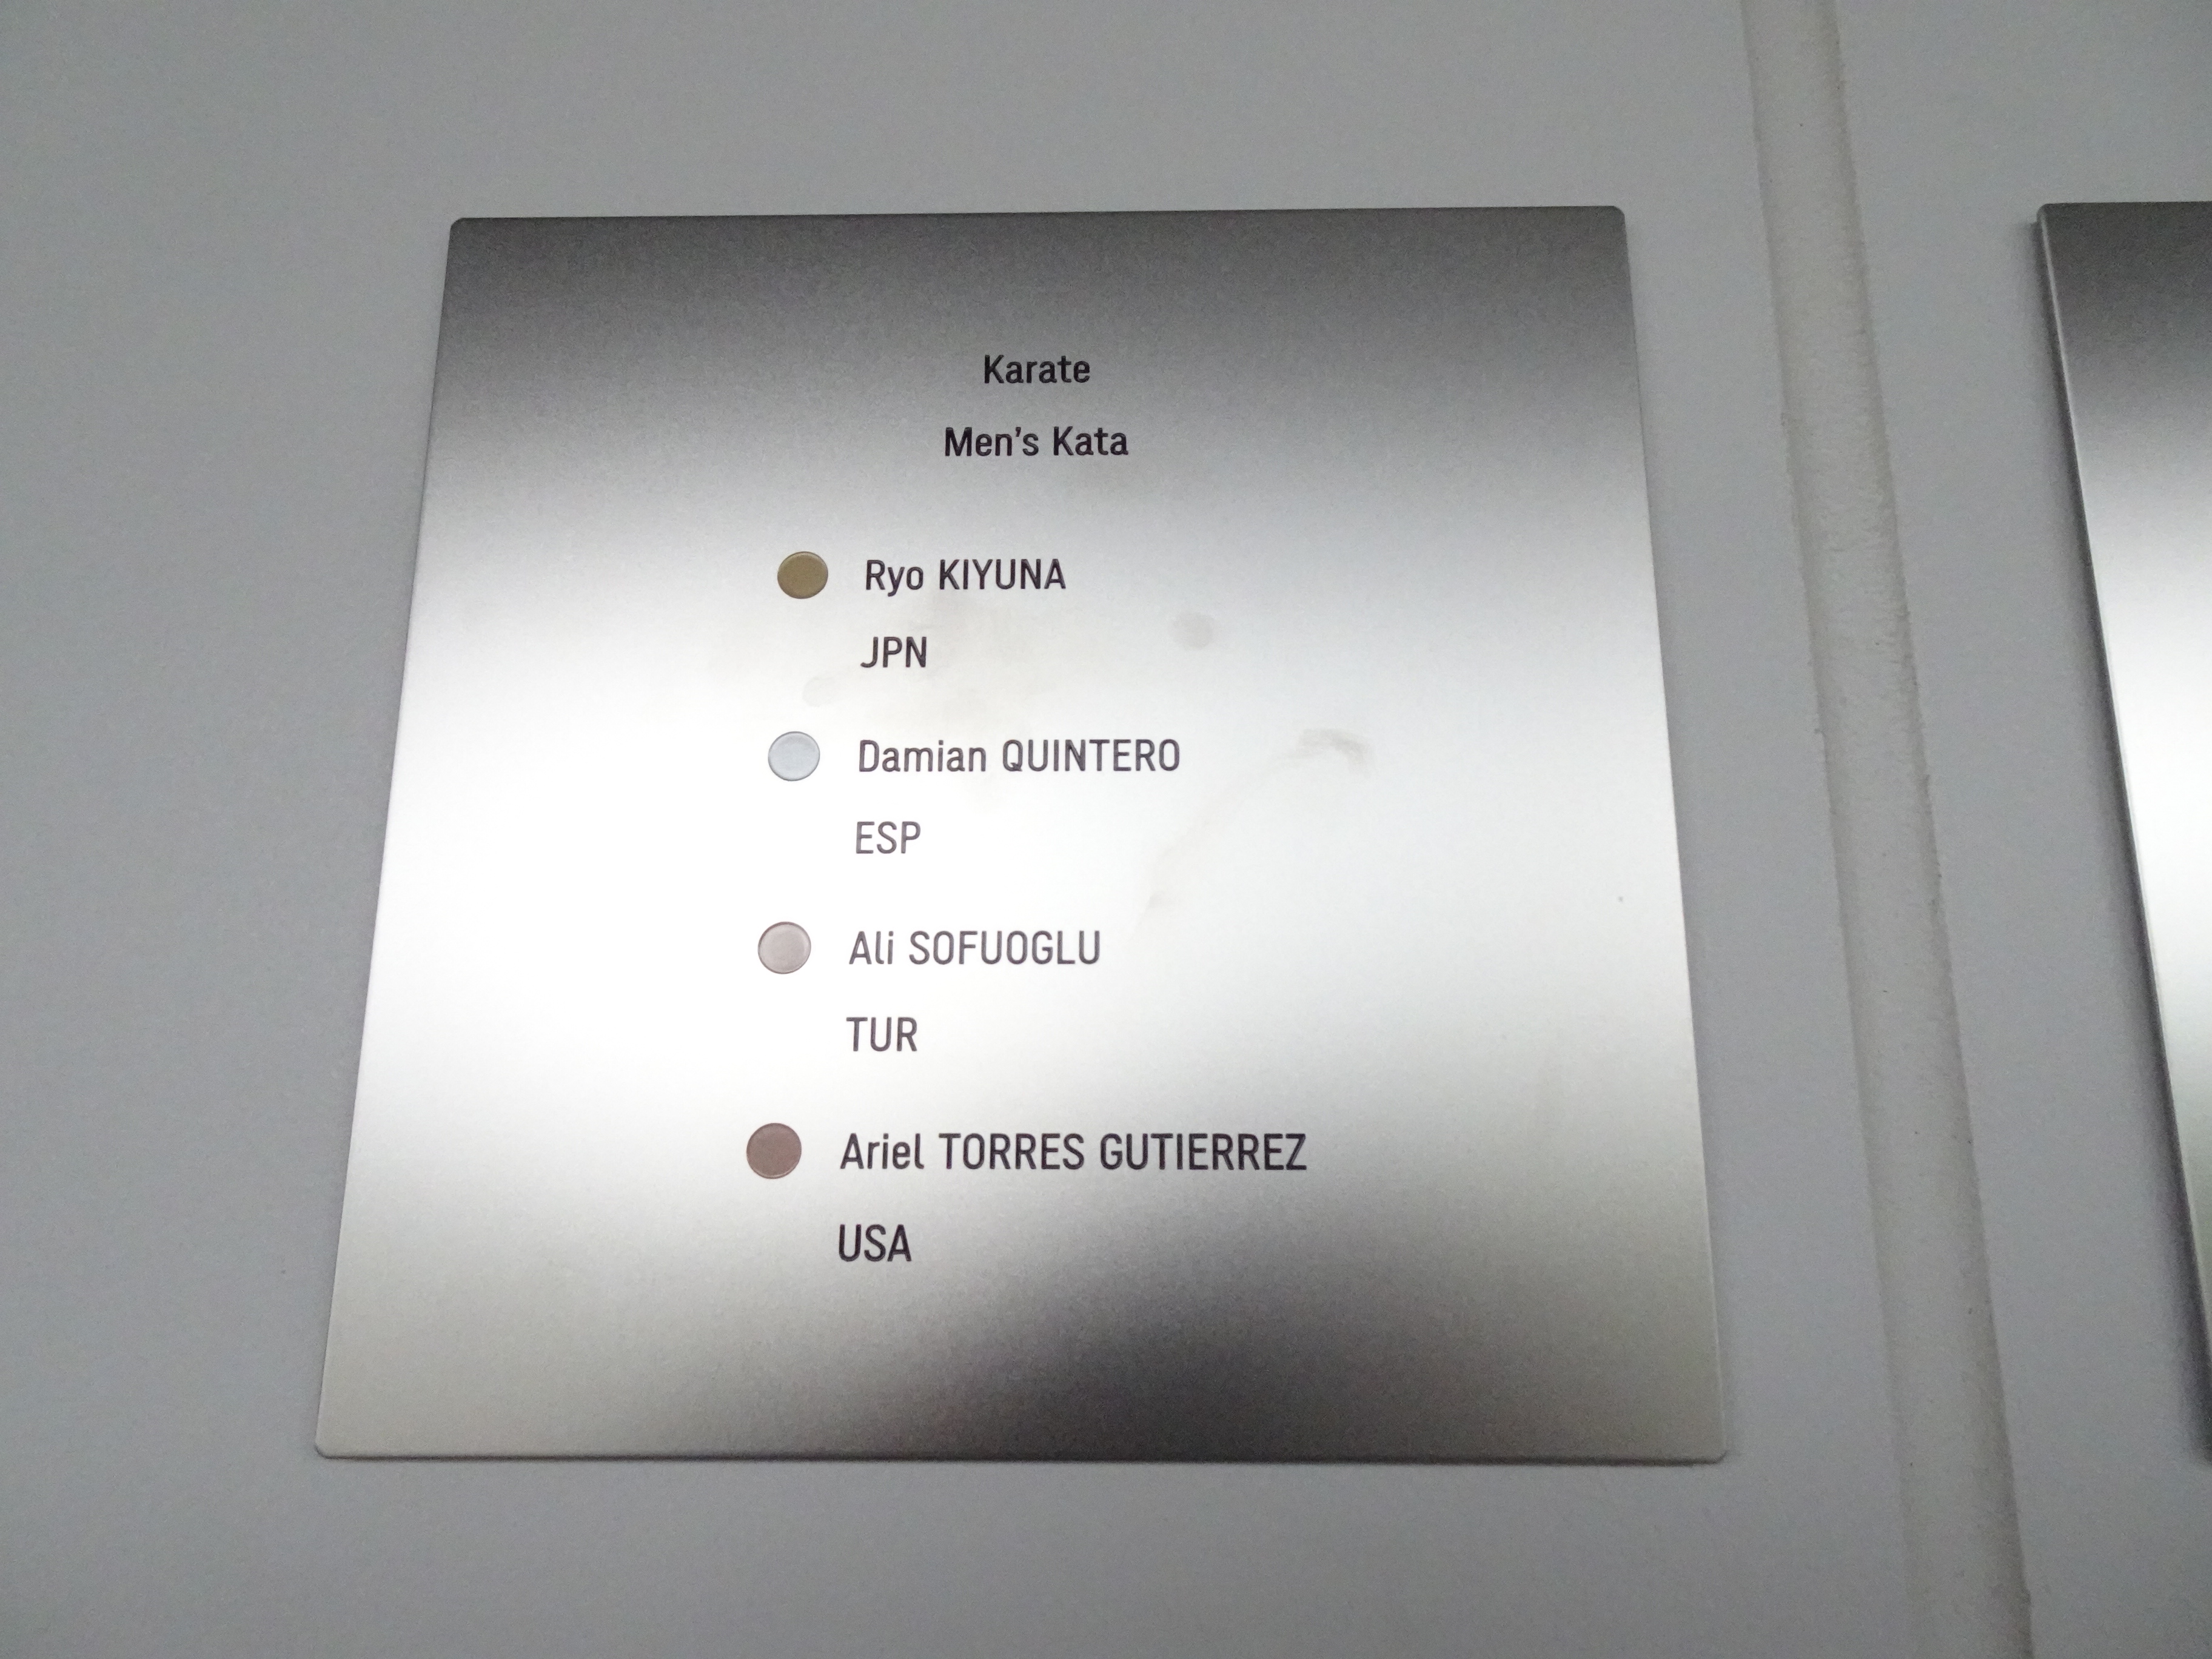 Karate
Men's Kata
Ryo KIYUNA
JPN
Damian QUINTERO
ESP
Ali SOFUOGLU
TUR
Ariel TORRES GUTIERREZ
USA